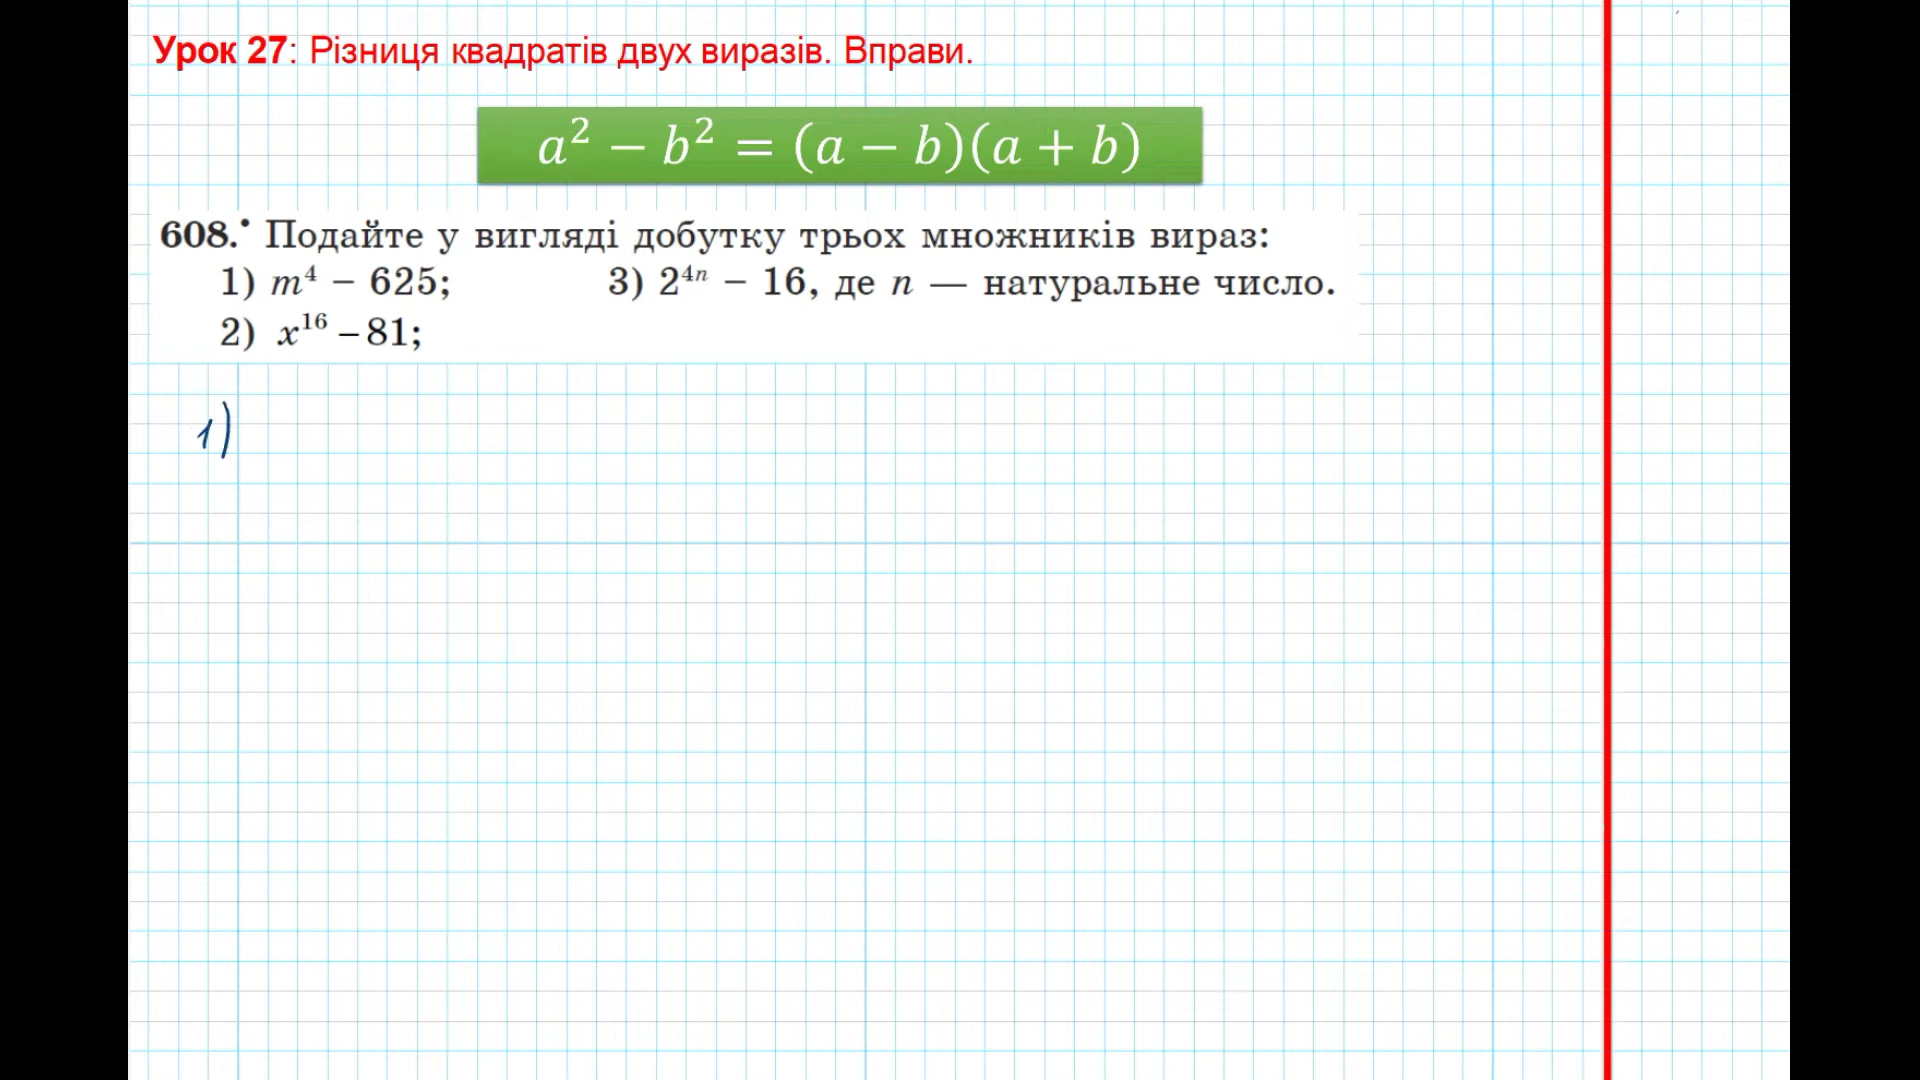 Урок 27: Різниця квадратів двух виразів. Вправи.
a² − b² = (a − b)(a + b)
608.• Подайте у вигляді добутку трьох множників вираз:
1) m⁴ − 625; 3) 2⁴ⁿ − 16, де n — натуральне число.
2) x¹⁶ – 81;
1)